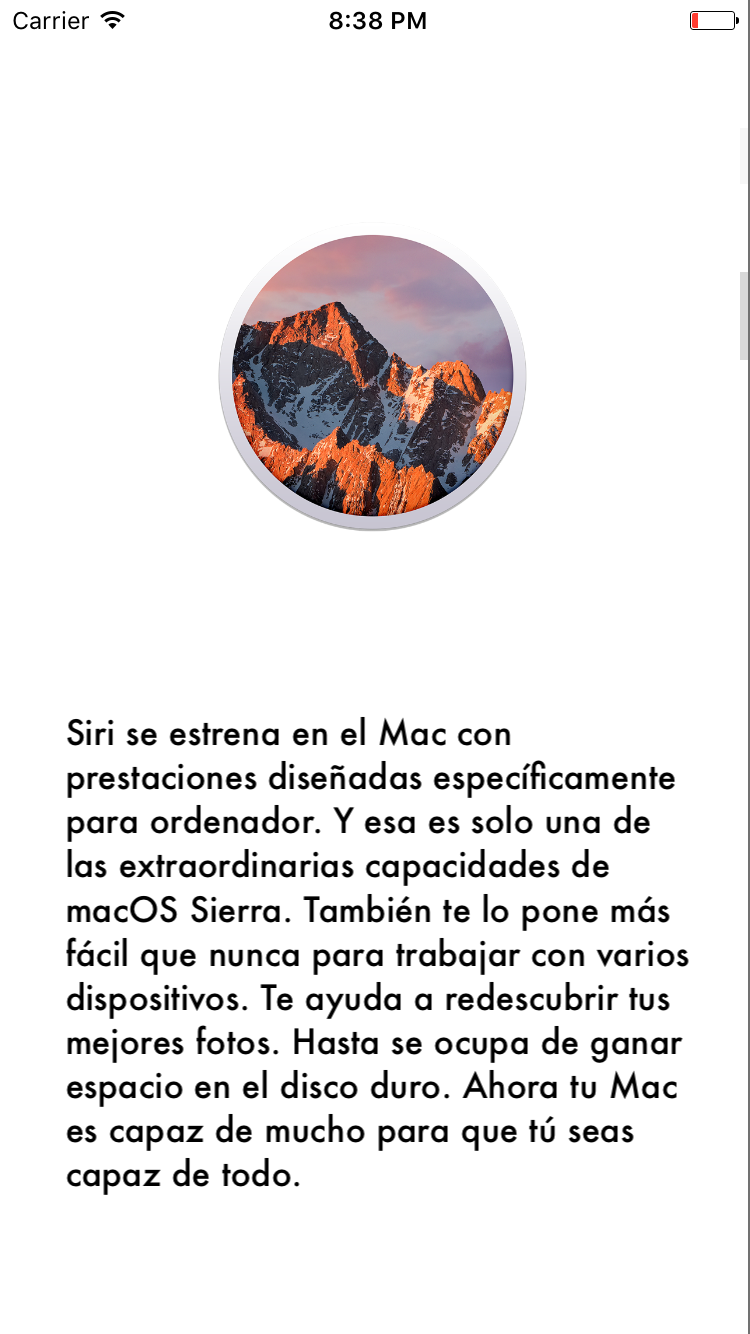 Carrier 8:38 PM
Siri se estrena en el Mac con
prestaciones diseñadas específicamente
para ordenador. Y esa es solo una de
las extraordinarias capacidades de
macOS Sierra. También te lo pone más
fácil que nunca para trabajar con varios
dispositivos. Te ayuda a redescubrir tus
mejores fotos. Hasta se ocupa de ganar
espacio en el disco duro. Ahora tu Mac
es capaz de mucho para que tú seas
capaz de todo.